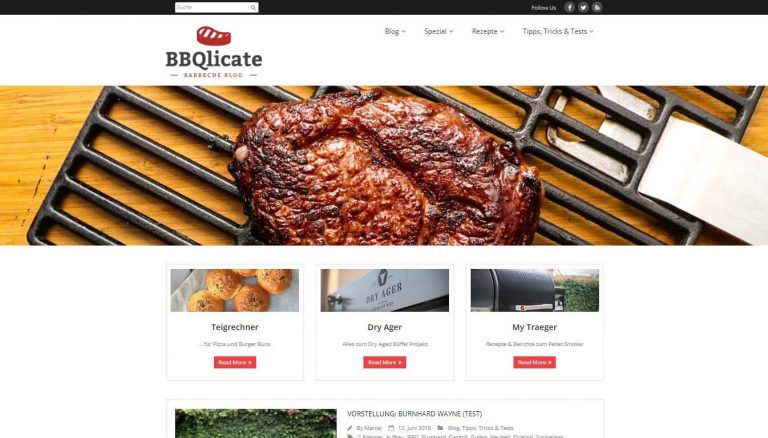 Suche
Follow Us
BBQlicate
BARBECUE BLOG
Blog
Spezial
Rezepte
Tipps, Tricks & Tests
DRY AGER
Teigrechner
...für Pizza und Burger Buns
Read More »
Dry Ager
Alles zum Dry Aged Büffel Projekt
Read More »
My Traeger
Rezepte & Berichte zum Pellet Smoker
Read More »
VORSTELLUNG: BURNHARD WAYNE (TEST)
By Marcel 12. Juni 2018 Blog, Tipps, Tricks & Tests